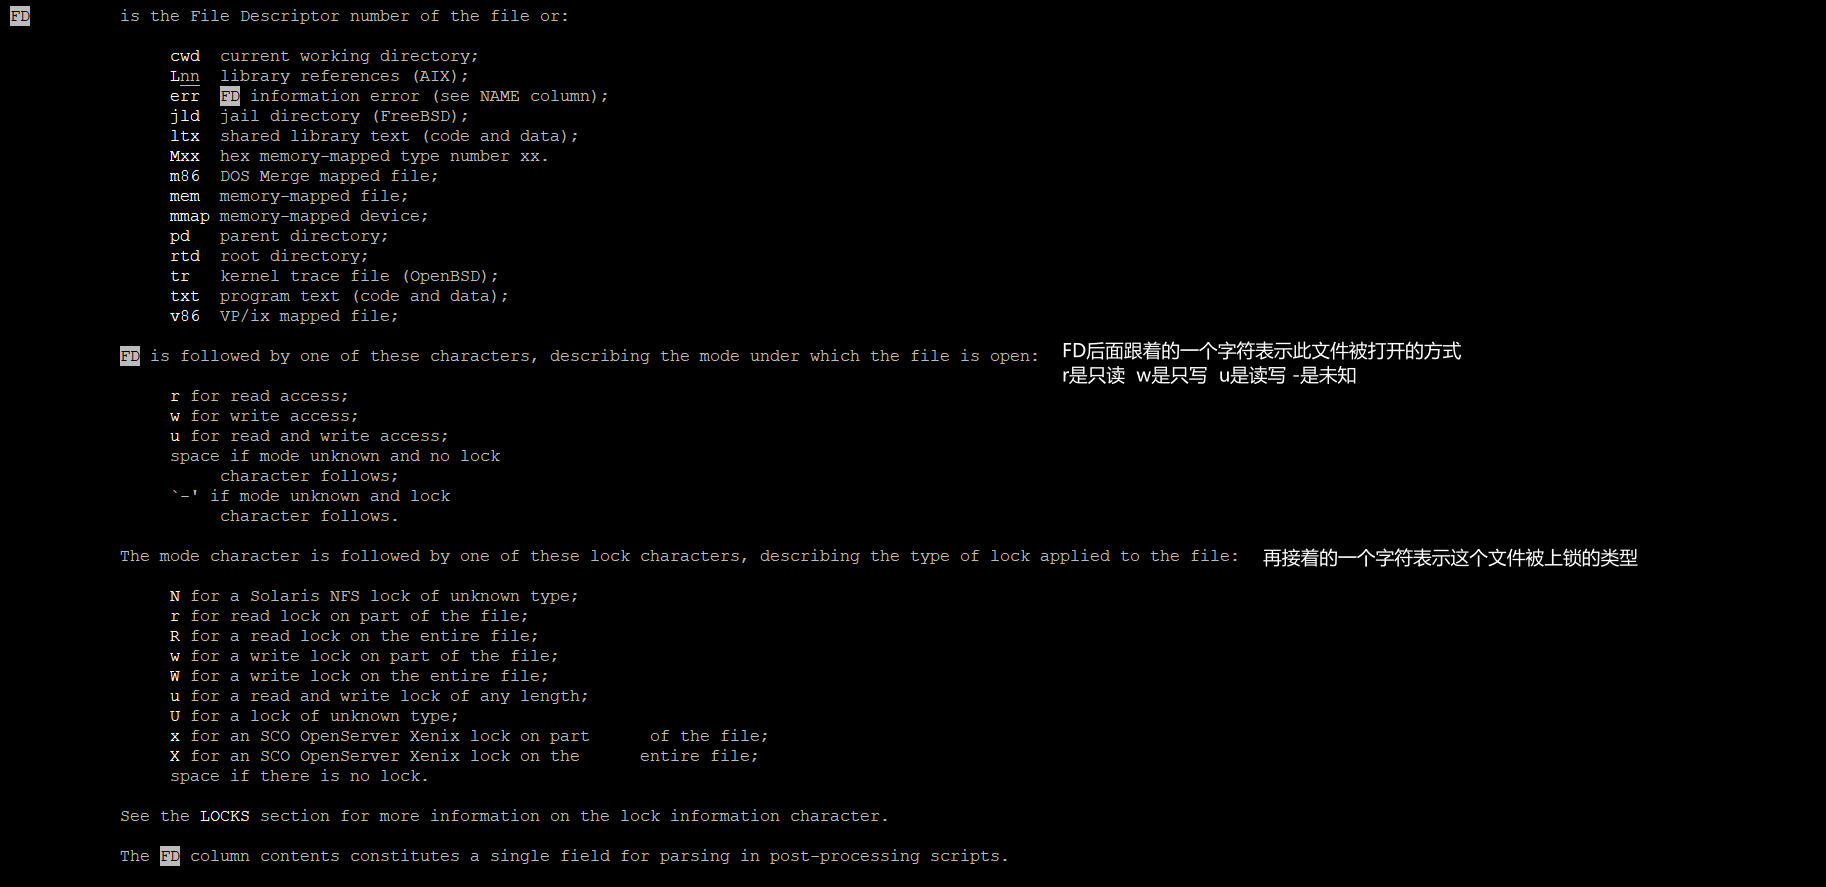 FD is the File Descriptor number of the file or:
cwd current working directory;
Lnn library references (AIX);
err FD information error (see NAME column);
jld jail directory (FreeBSD);
ltx shared library text (code and data);
Mxx hex memory-mapped type number xx.
m86 DOS Merge mapped file;
mem memory-mapped file;
mmap memory-mapped device;
pd parent directory;
rtd root directory;
tr kernel trace file (OpenBSD);
txt program text (code and data);
v86 VP/ix mapped file;
FD is followed by one of these characters, describing the mode under which the file is open:
FD后面跟着的一个字符表示此文件被打开的方式
r是只读 w是只写 u是读写 -是未知
r for read access;
w for write access;
u for read and write access;
space if mode unknown and no lock
character follows;
`-' if mode unknown and lock
character follows.
The mode character is followed by one of these lock characters, describing the type of lock applied to the file:
再接着的一个字符表示这个文件被上锁的类型
N for a Solaris NFS lock of unknown type;
r for read lock on part of the file;
R for a read lock on the entire file;
w for a write lock on part of the file;
W for a write lock on the entire file;
u for a read and write lock of any length;
U for a lock of unknown type;
x for an SCO OpenServer Xenix lock on part of the file;
X for an SCO OpenServer Xenix lock on the entire file;
space if there is no lock.
See the LOCKS section for more information on the lock information character.
The FD column contents constitutes a single field for parsing in post-processing scripts.